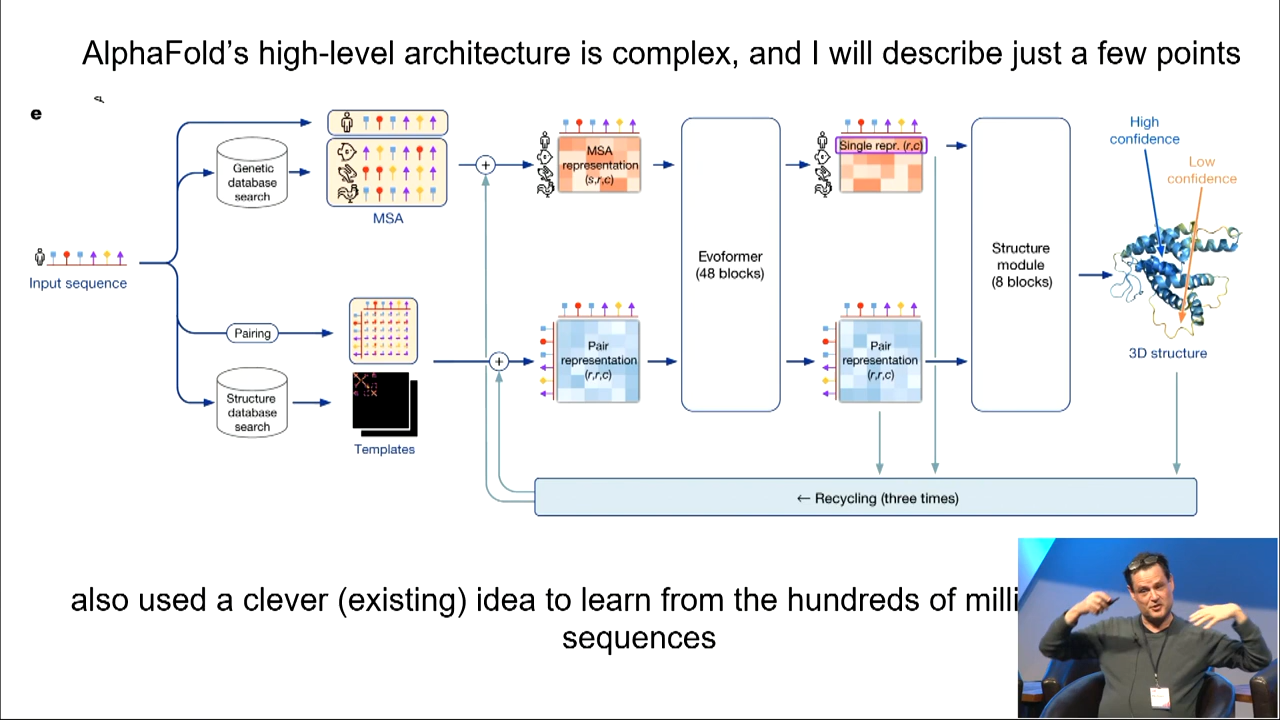 AlphaFold's high-level architecture is complex, and I will describe just a few points
e
Genetic
database
search
MSA
Input sequence
Pairing
Structure
database
search
Templates
MSA
representation
(s,r,c)
Pair
representation
(r,r,c)
Evoformer
(48 blocks)
Single repr. (r,c)
Pair
representation
(r,r,c)
Structure
module
(8 blocks)
High
confidence
Low
confidence
3D structure
← Recycling (three times)
also used a clever (existing) idea to learn from the hundreds of milli
sequences